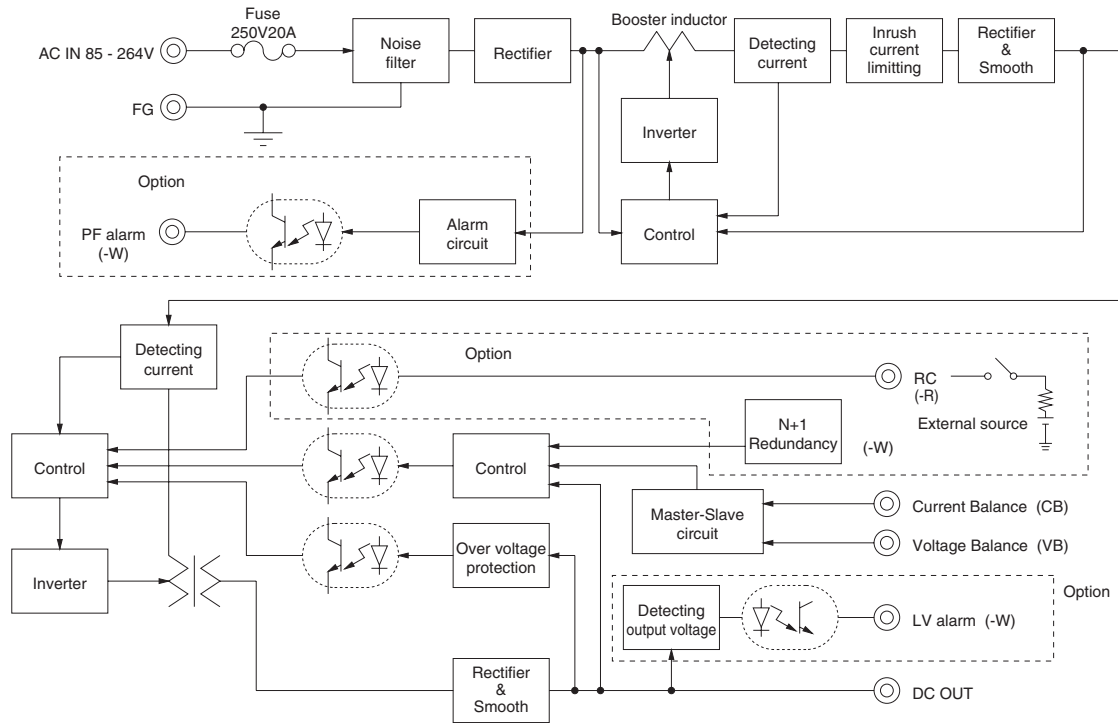 Fuse
250V20A
AC IN 85 - 264V
Noise
filter
Rectifier
Booster inductor
Detecting
current
Inrush
current
limitting
Rectifier
&
Smooth
FG
Inverter
Option
PF alarm
(-W)
Alarm
circuit
Control
Detecting
current
Option
RC
(-R)
External source
N+1
Redundancy
(-W)
Control
Control
Master-Slave
circuit
Current Balance (CB)
Voltage Balance (VB)
Inverter
Over voltage
protection
Option
Detecting
output voltage
LV alarm (-W)
Rectifier
&
Smooth
DC OUT